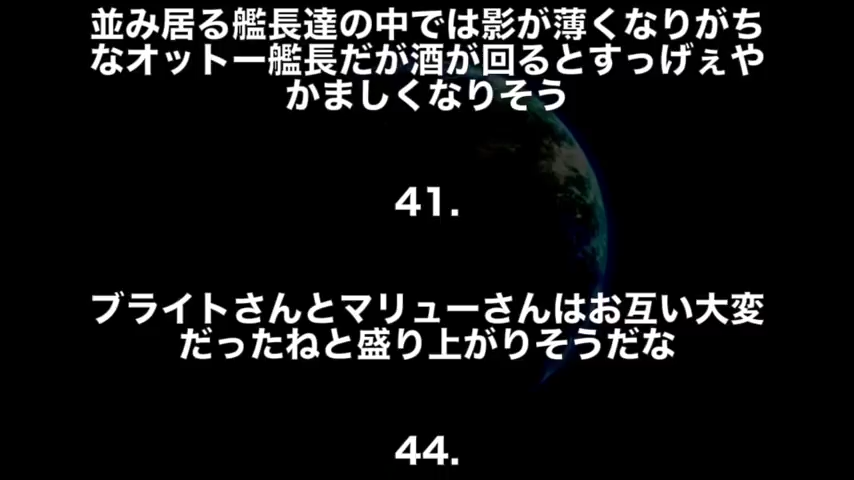 並み居る艦長達の中では影が薄くなりがち
なオットー艦長だが酒が回るとすっげぇや
かましくなりそう
41.
ブライトさんとマリューさんはお互い大変
だったねと盛り上がりそうだな
44.